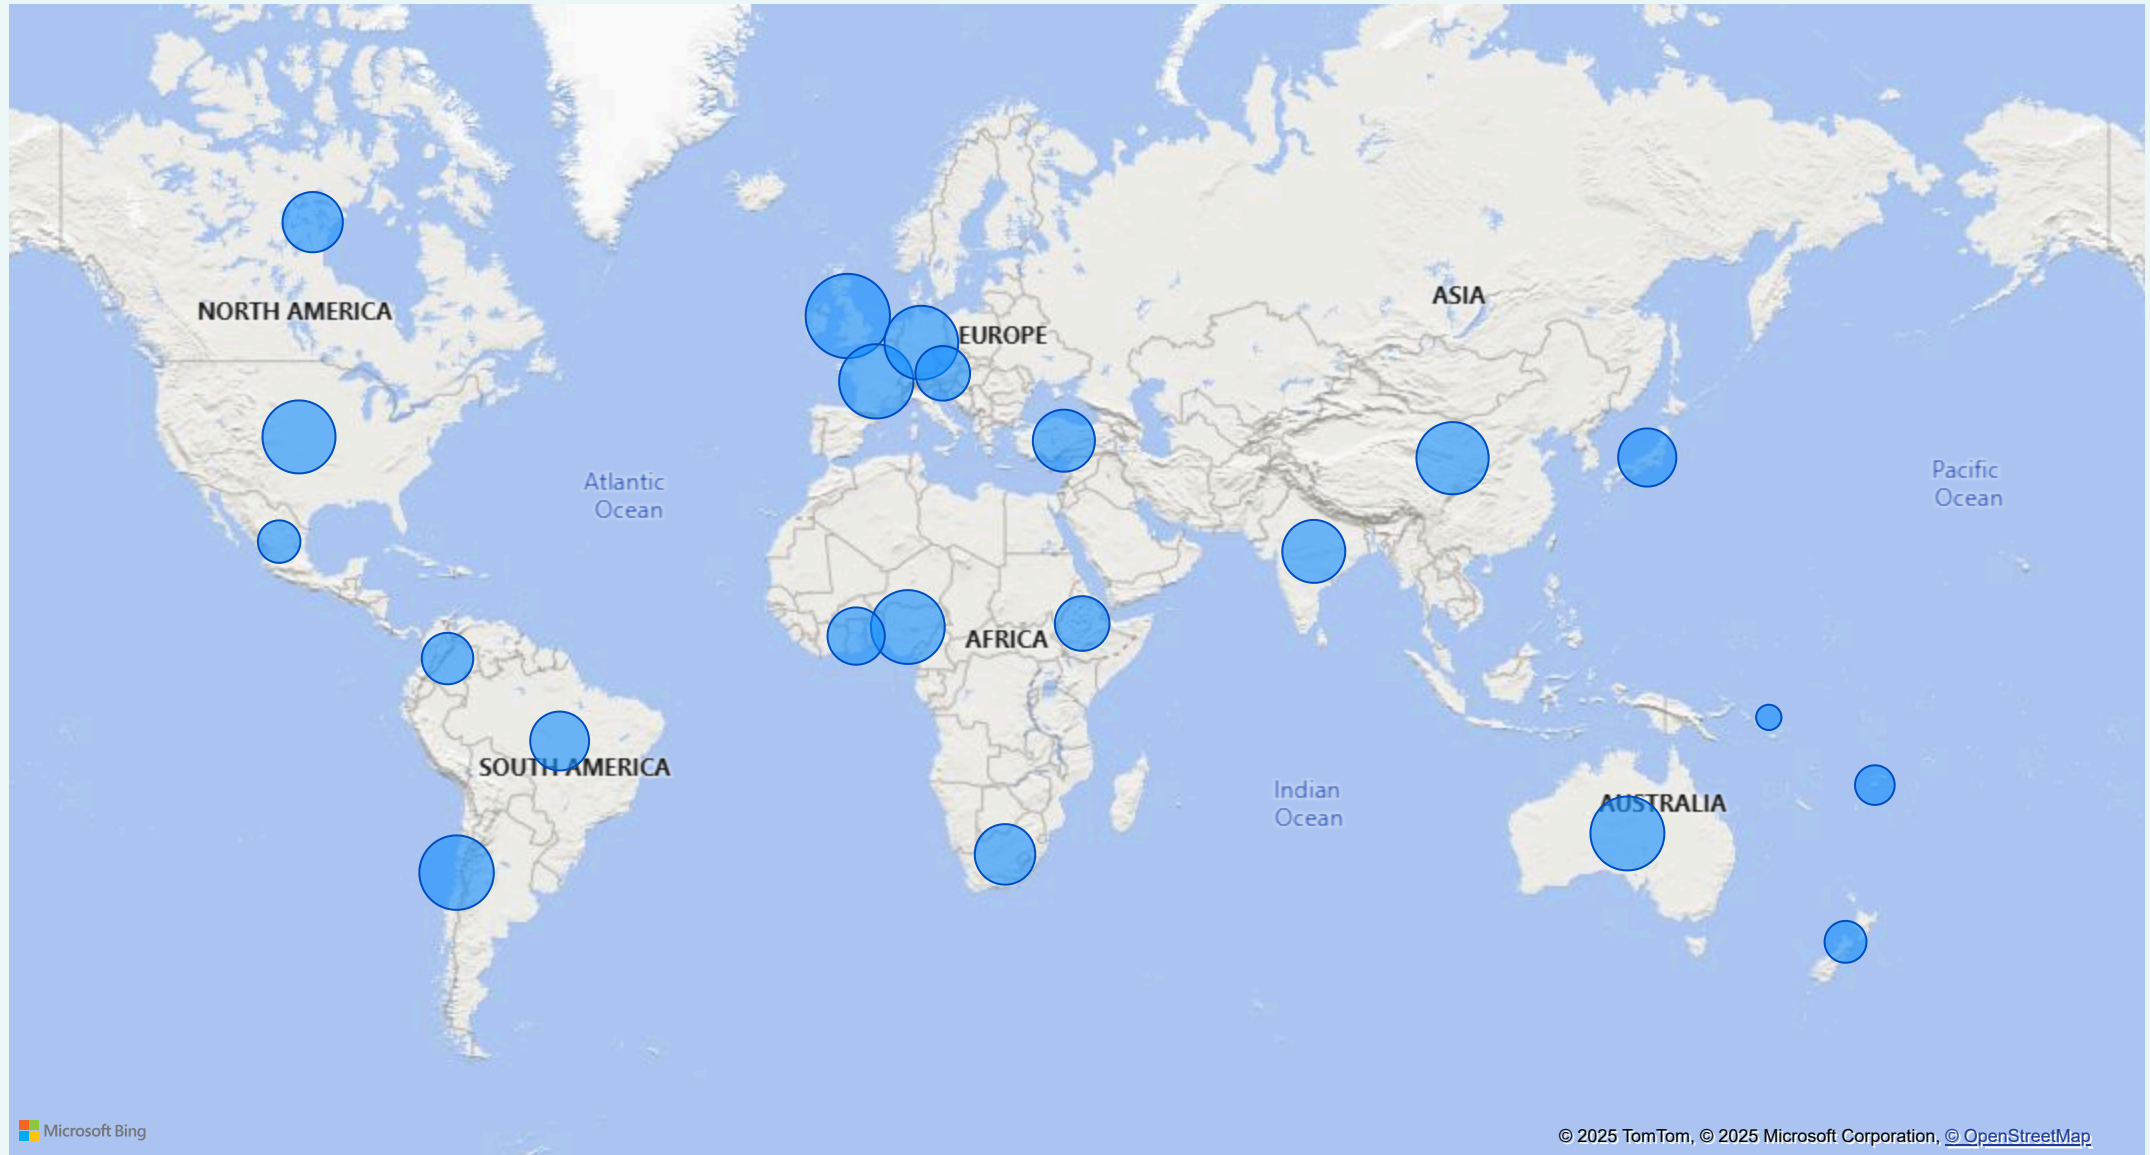 ASIA
NORTH AMERICA
EUROPE
Atlantic
Ocean
Pacific
Ocean
AFRICA
SOUTH AMERICA
Indian
Ocean
AUSTRALIA
Microsoft Bing
© 2025 TomTom, © 2025 Microsoft Corporation, © OpenStreetMap